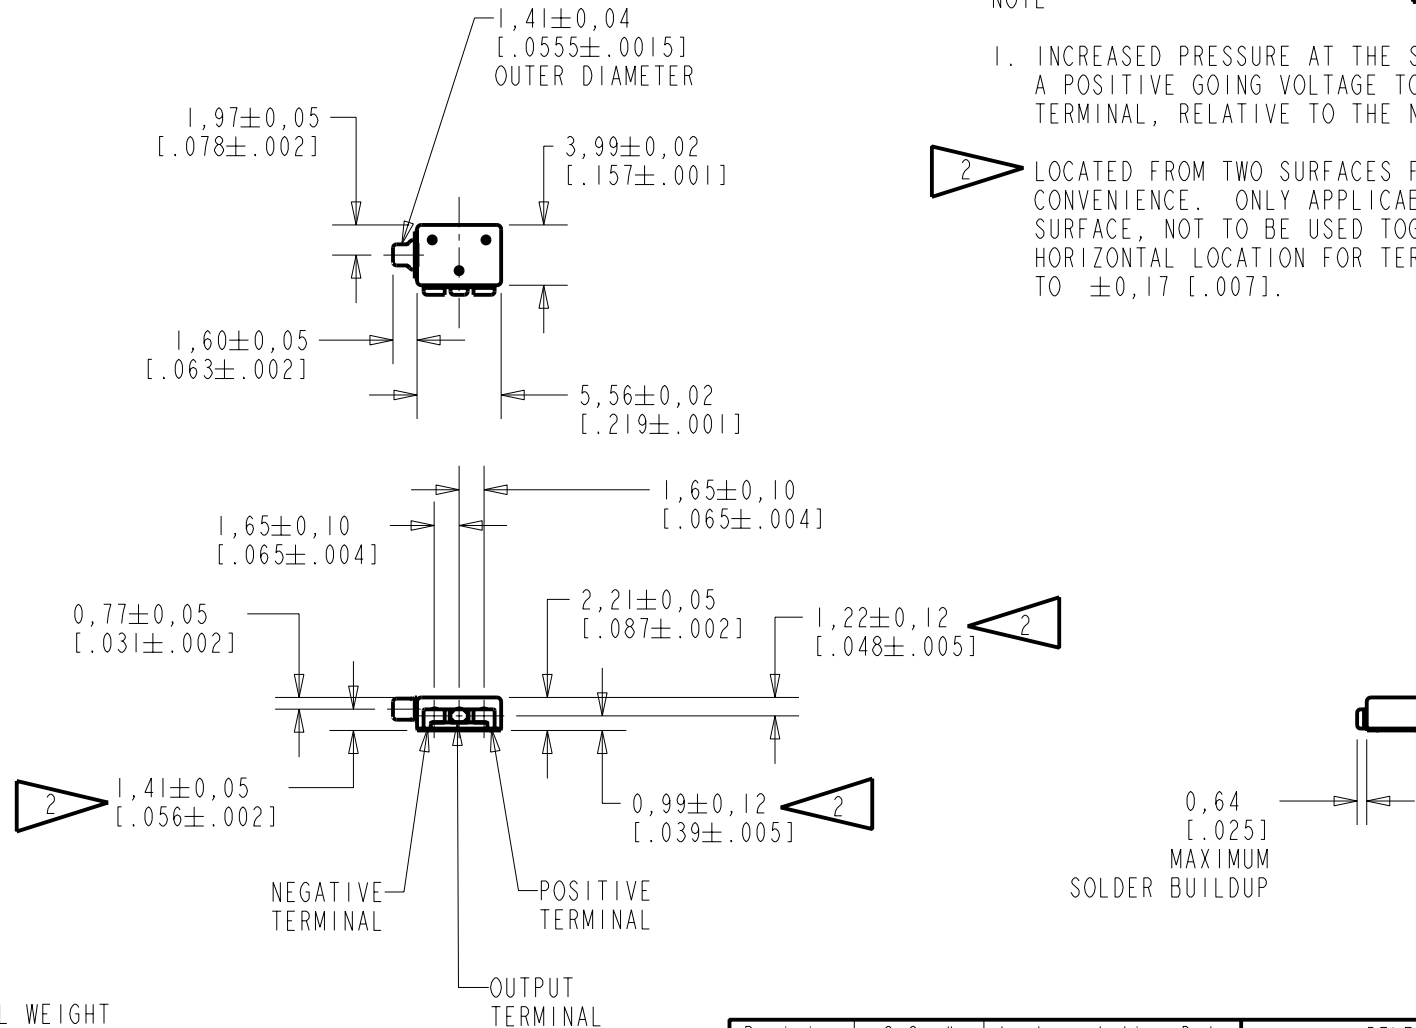 1,41±0,04
[.0555±.0015]
OUTER DIAMETER
1,97±0,05
[.078±.002]
3,99±0,02
[.157±.001]
1,60±0,05
[.063±.002]
5,56±0,02
[.219±.001]
NOTE
1. INCREASED PRESSURE AT THE S
A POSITIVE GOING VOLTAGE TO
TERMINAL, RELATIVE TO THE N
2
LOCATED FROM TWO SURFACES F
CONVENIENCE. ONLY APPLICAB
SURFACE, NOT TO BE USED TOG
HORIZONTAL LOCATION FOR TER
TO ±0,17 [.007].
1,65±0,10
[.065±.004]
1,65±0,10
[.065±.004]
0,77±0,05
[.031±.002]
2,21±0,05
[.087±.002]
1,22±0,12
[.048±.005]
2
2
1,41±0,05
[.056±.002]
0,99±0,12
[.039±.005]
2
NEGATIVE
TERMINAL
POSITIVE
TERMINAL
OUTPUT
TERMINAL
0,64
[.025]
MAXIMUM
SOLDER BUILDUP
L WEIGHT